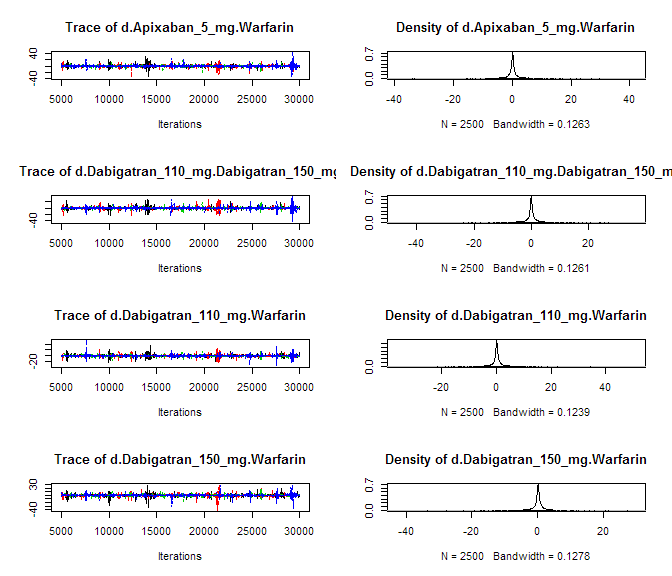 Trace of d.Apixaban_5_mg.Warfarin
40
-40
5000 10000 15000 20000 25000 30000
Iterations
Density of d.Apixaban_5_mg.Warfarin
0.7
0.0
-40 -20 0 20 40
N = 2500 Bandwidth = 0.1263
Trace of d.Dabigatran_110_mg.Dabigatran_150_mg
-40
5000 10000 15000 20000 25000 30000
Iterations
Density of d.Dabigatran_110_mg.Dabigatran_150_mg
0.7
0.0
-40 -20 0 20
N = 2500 Bandwidth = 0.1261
Trace of d.Dabigatran_110_mg.Warfarin
-20
5000 10000 15000 20000 25000 30000
Iterations
Density of d.Dabigatran_110_mg.Warfarin
0.0
-20 0 20 40
N = 2500 Bandwidth = 0.1239
Trace of d.Dabigatran_150_mg.Warfarin
30
-40
5000 10000 15000 20000 25000 30000
Iterations
Density of d.Dabigatran_150_mg.Warfarin
0.7
0.0
-40 -20 0 20
N = 2500 Bandwidth = 0.1278